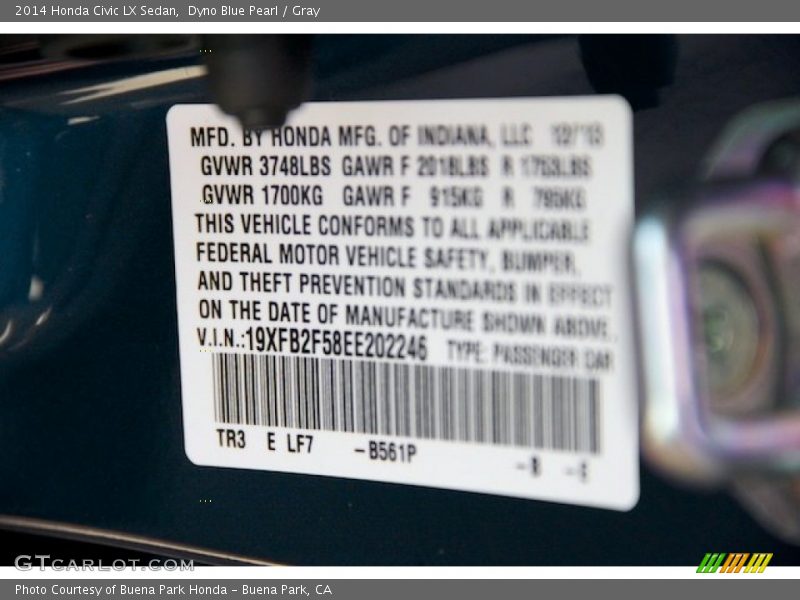 2014 Honda Civic LX Sedan, Dyno Blue Pearl / Gray
MFD. BY HONDA MFG. OF INDIANA, LLC 12/13
GVWR 3748LBS GAWR F 2018LBS R 1753LBS
GVWR 1700KG GAWR F 915KG R 795KG
THIS VEHICLE CONFORMS TO ALL APPLICABLE
FEDERAL MOTOR VEHICLE SAFETY, BUMPER,
AND THEFT PREVENTION STANDARDS IN EFFECT
ON THE DATE OF MANUFACTURE SHOWN ABOVE.
V.I.N.:19XFB2F58EE202246 TYPE: PASSENGER CAR
TR3 E LF7 -B561P
-B -E
GTCARLOT.COM
Photo Courtesy of Buena Park Honda - Buena Park, CA